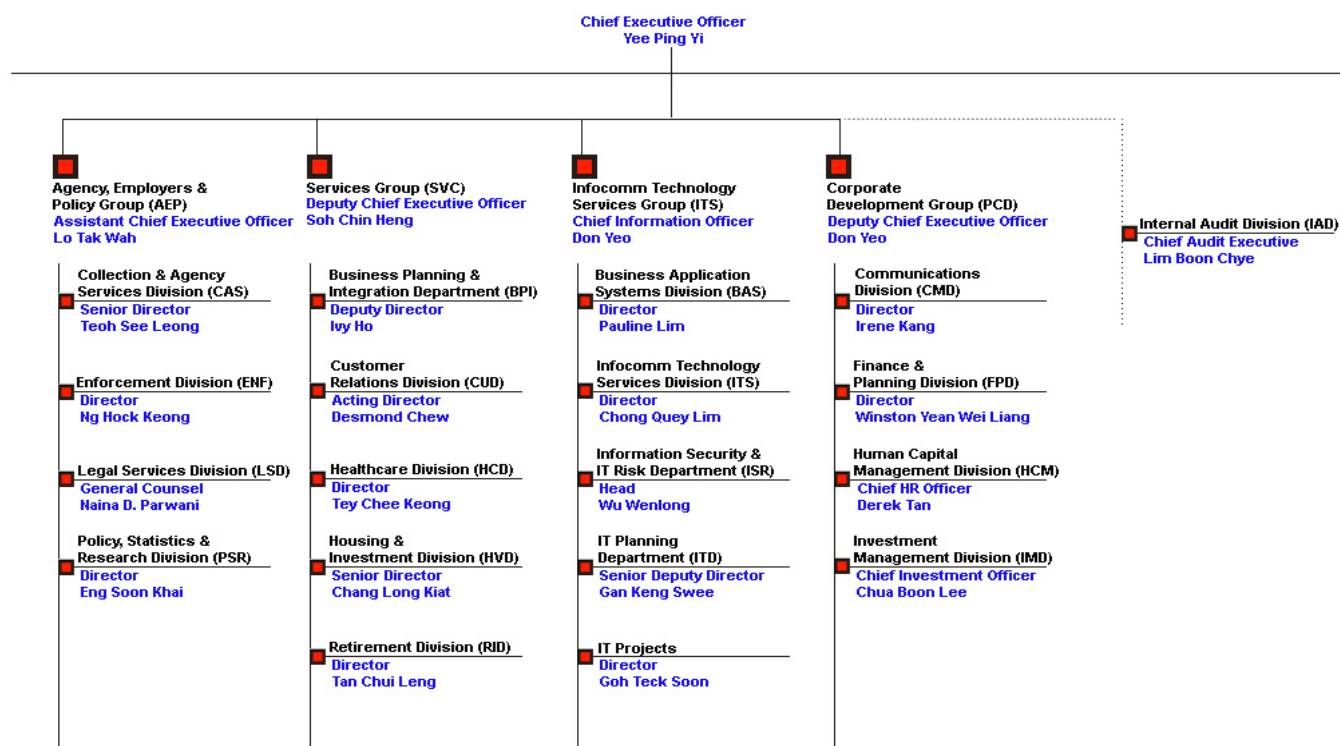 Chief Executive Officer
Yee Ping Yi
Agency, Employers &
Policy Group (AEP)
Assistant Chief Executive Officer
Lo Tak Wah
Collection & Agency
Services Division (CAS)
Senior Director
Teoh See Leong
Enforcement Division (ENF)
Director
Ng Hock Keong
Legal Services Division (LSD)
General Counsel
Naina D. Parwani
Policy, Statistics &
Research Division (PSR)
Director
Eng Soon Khai
Services Group (SVC)
Deputy Chief Executive Officer
Soh Chin Heng
Business Planning &
Integration Department (BPI)
Deputy Director
Ivy Ho
Customer
Relations Division (CUD)
Acting Director
Desmond Chew
Healthcare Division (HCD)
Director
Tey Chee Keong
Housing &
Investment Division (HVD)
Senior Director
Chang Long Kiat
Retirement Division (RID)
Director
Tan Chui Leng
Infocomm Technology
Services Group (ITS)
Chief Information Officer
Don Yeo
Business Application
Systems Division (BAS)
Director
Pauline Lim
Infocomm Technology
Services Division (ITS)
Director
Chong Quey Lim
Information Security &
IT Risk Department (ISR)
Head
Wu Wenlong
IT Planning
Department (ITD)
Senior Deputy Director
Gan Keng Swee
IT Projects
Director
Goh Teck Soon
Corporate
Development Group (PCD)
Deputy Chief Executive Officer
Don Yeo
Communications
Division (CMD)
Director
Irene Kang
Finance &
Planning Division (FPD)
Director
Winston Yean Wei Liang
Human Capital
Management Division (HCM)
Chief HR Officer
Derek Tan
Investment
Management Division (IMD)
Chief Investment Officer
Chua Boon Lee
Internal Audit Division (IAD)
Chief Audit Executive
Lim Boon Chye